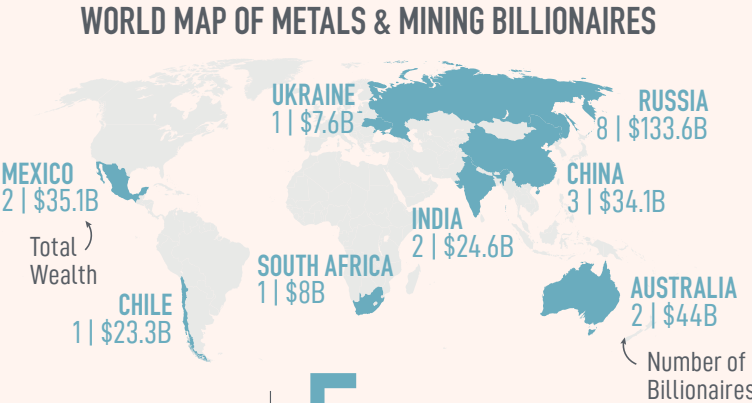 WORLD MAP OF METALS & MINING BILLIONAIRES
UKRAINE
1 | $7.6B
RUSSIA
8 | $133.6B
MEXICO
2 | $35.1B
Total
Wealth
CHINA
3 | $34.1B
INDIA
2 | $24.6B
SOUTH AFRICA
1 | $8B
CHILE
1 | $23.3B
AUSTRALIA
2 | $44B
Number of
Billionaires